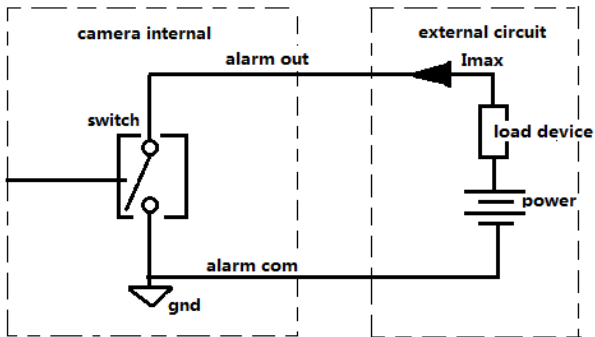 camera internal
external circuit
alarm out
Imax
switch
load device
power
alarm com
gnd